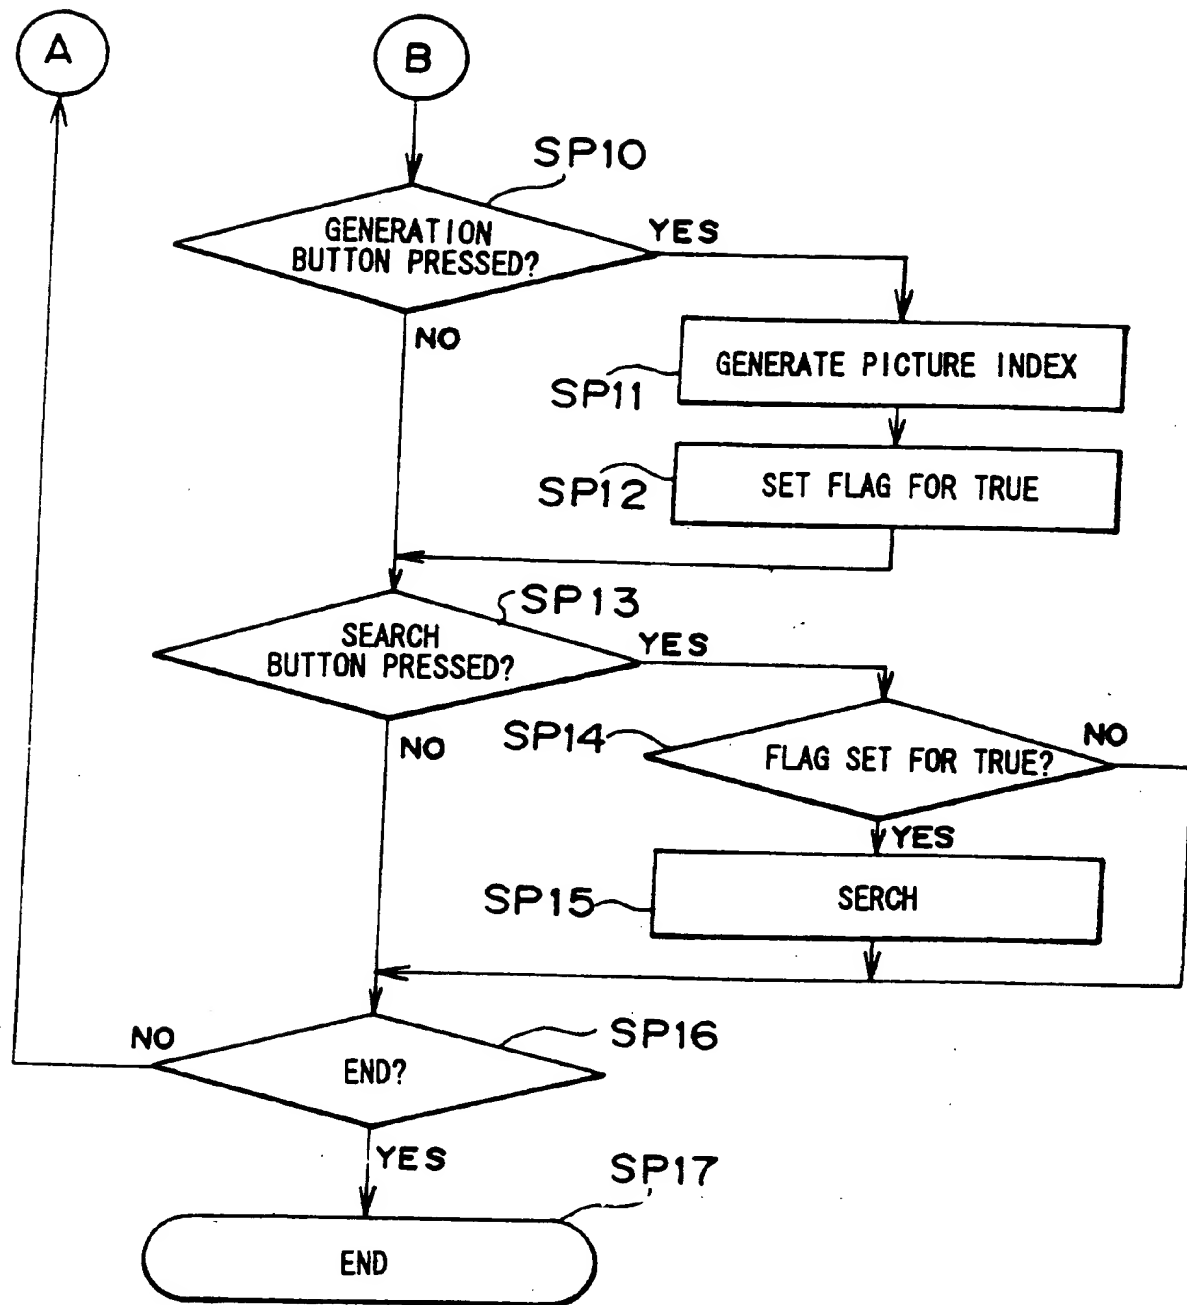 A
B
SP10
GENERATION
BUTTON PRESSED?
YES
NO
GENERATE PICTURE INDEX
SP11
SET FLAG FOR TRUE
SP12
SP13
SEARCH
BUTTON PRESSED?
YES
NO
SP14
FLAG SET FOR TRUE?
NO
YES
SP15
SERCH
NO
SP16
END?
YES
SP17
END